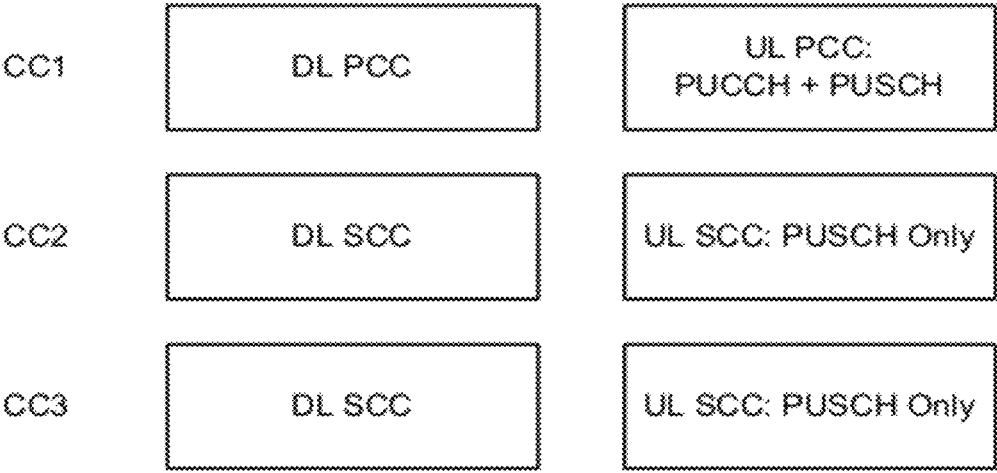 CC1
DL PCC
UL PCC:
PUCCH + PUSCH
CC2
DL SCC
UL SCC: PUSCH Only
CC3
DL SCC
UL SCC: PUSCH Only